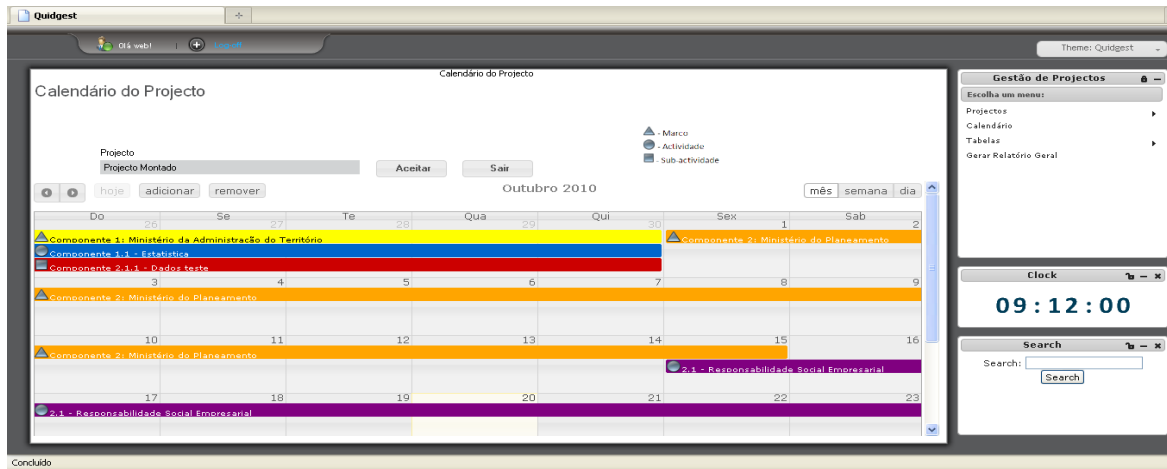 Quidgest
Olá web! | Logoff
Theme: Quidgest
Calendário do Projecto
Calendário do Projecto
- Marco
- Actividade
- Sub-actividade
Projecto
Projecto Montado
Aceitar Sair
hoje adicionar remover
Outubro 2010
mês semana dia
Do Se Te Qua Qui Sex Sab
26 27 28 29 30 1 2
Componente 1: Ministério da Administracão do Território
Componente 2: Ministério do Planeamento
Componente 1.1 - Estatistica
Componente 2.1.1 - Dados teste
3 4 5 6 7 8 9
Componente 2: Ministério do Planeamento
10 11 12 13 14 15 16
Componente 2: Ministério do Planeamento
2.1 - Responsabilidade Social Empresarial
17 18 19 20 21 22 23
2.1 - Responsabilidade Social Empresarial
Gestão de Projectos
Escolha um menu:
Projectos
Calendário
Tabelas
Gerar Relatório Geral
Clock
09:12:00
Search
Search:
Search
Concluído